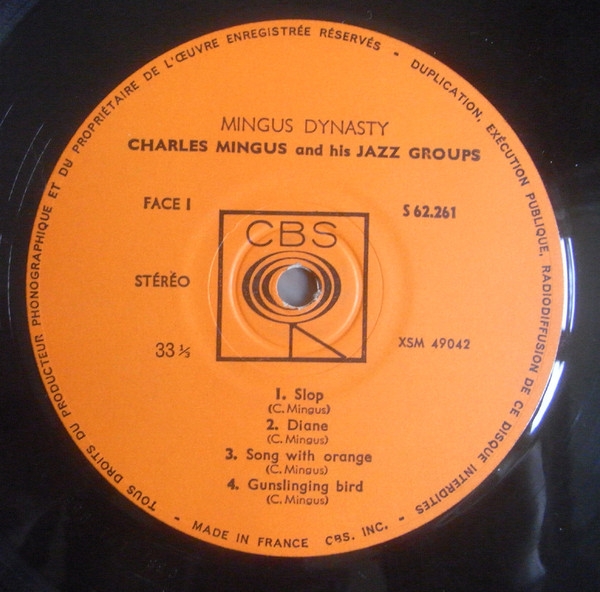 TOUS DROITS DU PRODUCTEUR PHONOGRAPHIQUE ET DU PROPRIÉTAIRE DE L'ŒUVRE ENREGISTRÉE RÉSERVÉS - DUPLICATION, EXÉCUTION PUBLIQUE, RADIODIFFUSION DE CE DISQUE INTERDITES
MINGUS DYNASTY
CHARLES MINGUS and his JAZZ GROUPS
FACE 1
S 62.261
CBS
STÉRÉO
33 ⅓
XSM 49042
1. Slop
(C. Mingus)
2. Diane
(C. Mingus)
3. Song with orange
(C. Mingus)
4. Gunslinging bird
(C. Mingus)
- MADE IN FRANCE CBS, INC. -